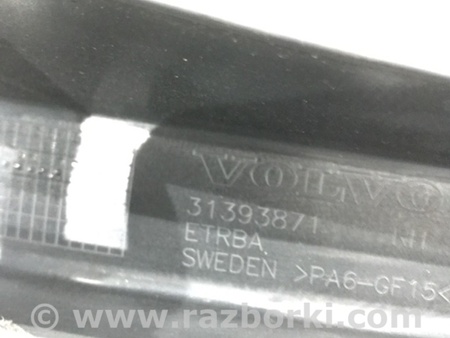 VOLVO
31393871
ETRBA
SWEDEN >PA6-GF15<
© www.razborki.com